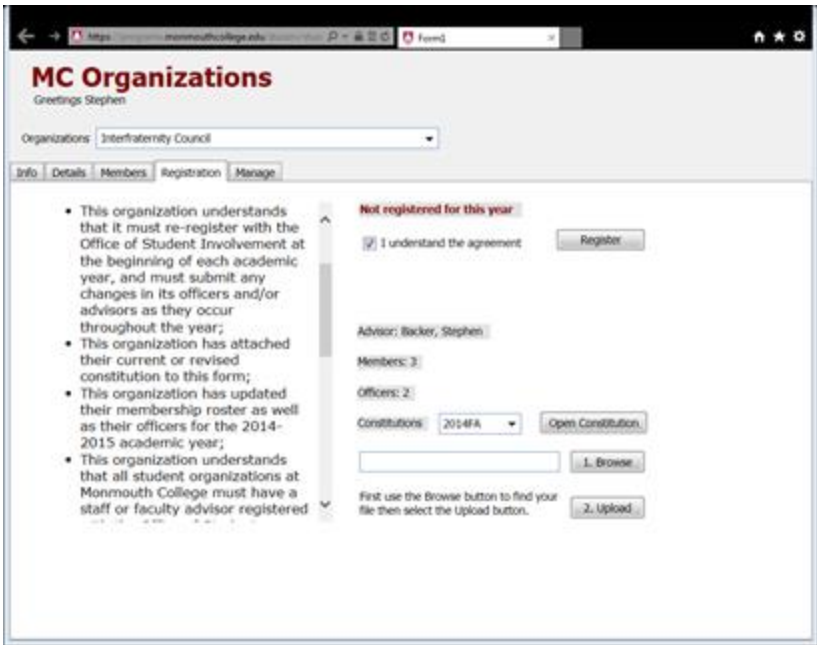 https monmouthcollege.edu
Form1
MC Organizations
Greetings Stephen
Organizations Interfraternity Council
Info Details Members Registration Manage
• This organization understands
that it must re-register with the
Office of Student Involvement at
the beginning of each academic
year, and must submit any
changes in its officers and/or
advisors as they occur
throughout the year;
• This organization has attached
their current or revised
constitution to this form;
• This organization has updated
their membership roster as well
as their officers for the 2014-
2015 academic year;
• This organization understands
that all student organizations at
Monmouth College must have a
staff or faculty advisor registered
Not registered for this year
I understand the agreement Register
Advisor: Backer, Stephen
Members: 3
Officers: 2
Constitutions 2014FA Open Constitution
1. Browse
First use the Browse button to find your
file then select the Upload button.
2. Upload